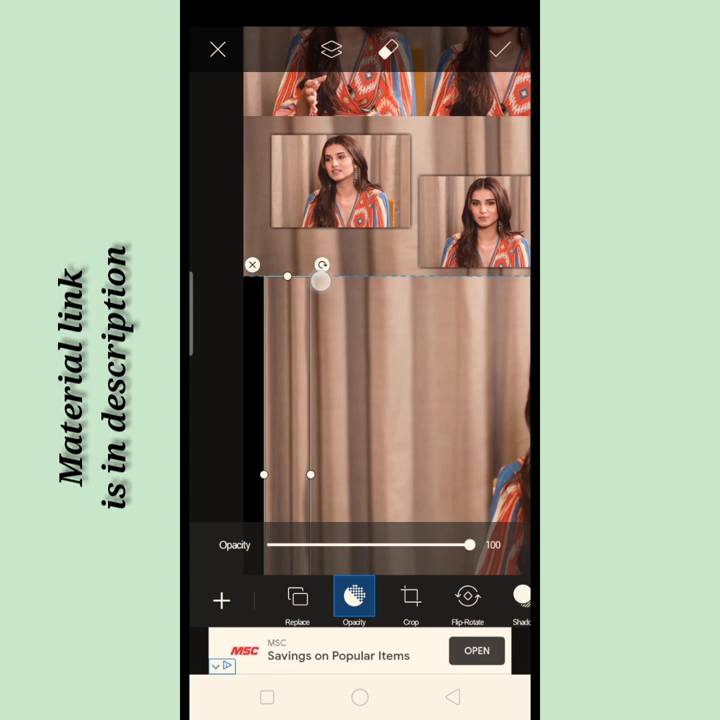 Material link
is in description
Opacity
100
Replace
Opacity
Crop
Flip-Rotate
MSC
MSC
Savings on Popular Items
OPEN